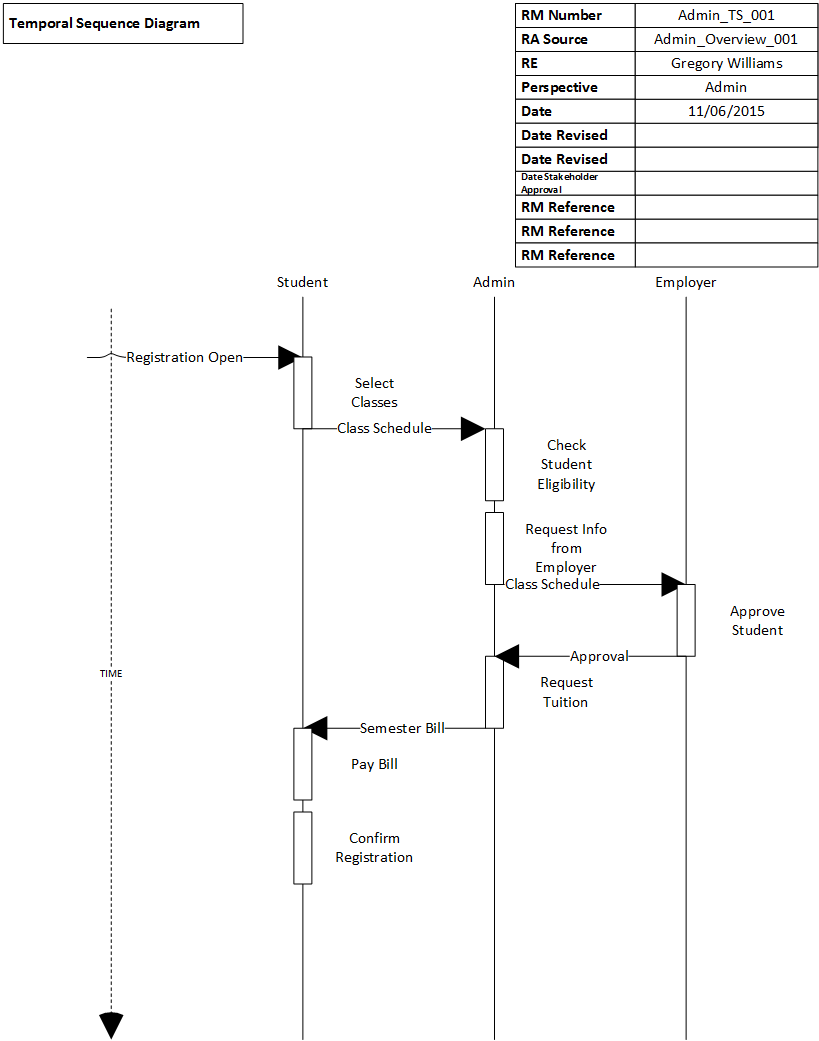 Temporal Sequence Diagram
RM Number Admin_TS_001
RA Source Admin_Overview_001
RE Gregory Williams
Perspective Admin
Date 11/06/2015
Date Revised
Date Revised
Date Stakeholder
Approval
RM Reference
RM Reference
RM Reference
Student Admin Employer
Registration Open
Select
Classes
Class Schedule
Check
Student
Eligibility
Request Info
from
Employer
Class Schedule
Approve
Student
Approval
TIME
Request
Tuition
Semester Bill
Pay Bill
Confirm
Registration